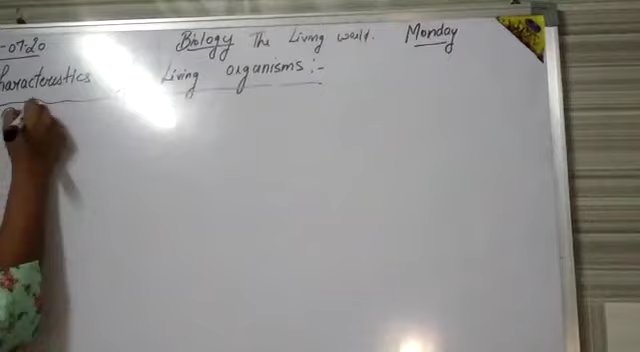 -07-20 Biology The Living world. Monday
haracteristics Living organisms :-